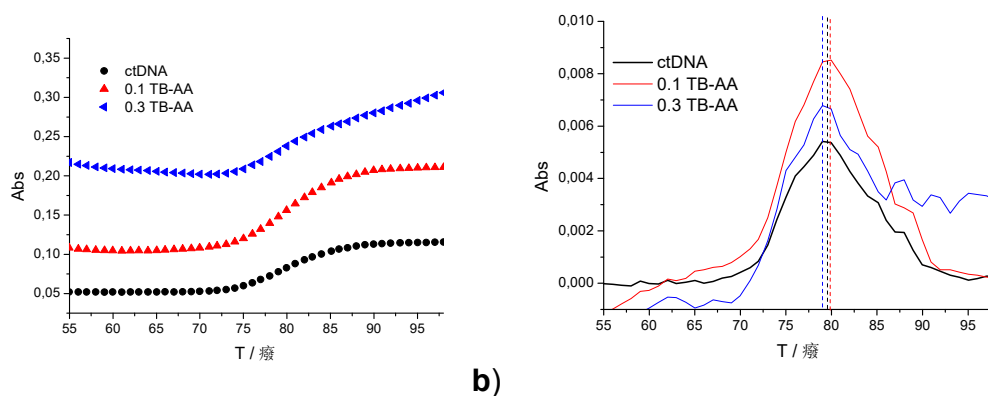 Abs
0,35
0,30
0,25
0,20
0,15
0,10
0,05
ctDNA
0.1 TB-AA
0.3 TB-AA
55 60 65 70 75 80 85 90 95
T / 癈
Abs
0,010
0,008
0,006
0,004
0,002
0,000
ctDNA
0.1 TB-AA
0.3 TB-AA
55 60 65 70 75 80 85 90 95
T / 癈
b)